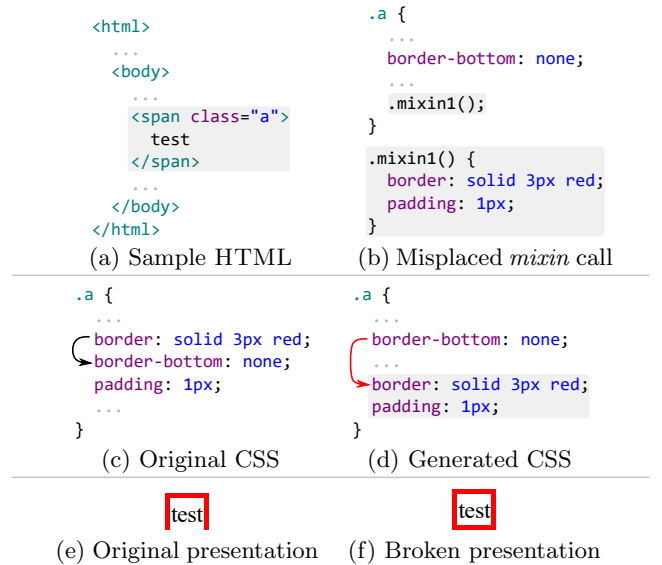 <html>
...
<body>
...
<span class="a">
test
</span>
...
</body>
</html>
(a) Sample HTML
.a {
...
border-bottom: none;
...
.mixin1();
}
.mixin1() {
border: solid 3px red;
padding: 1px;
}
(b) Misplaced mixin call
.a {
...
border: solid 3px red;
border-bottom: none;
padding: 1px;
...
}
(c) Original CSS
.a {
...
border-bottom: none;
...
border: solid 3px red;
padding: 1px;
}
(d) Generated CSS
test
(e) Original presentation
test
(f) Broken presentation